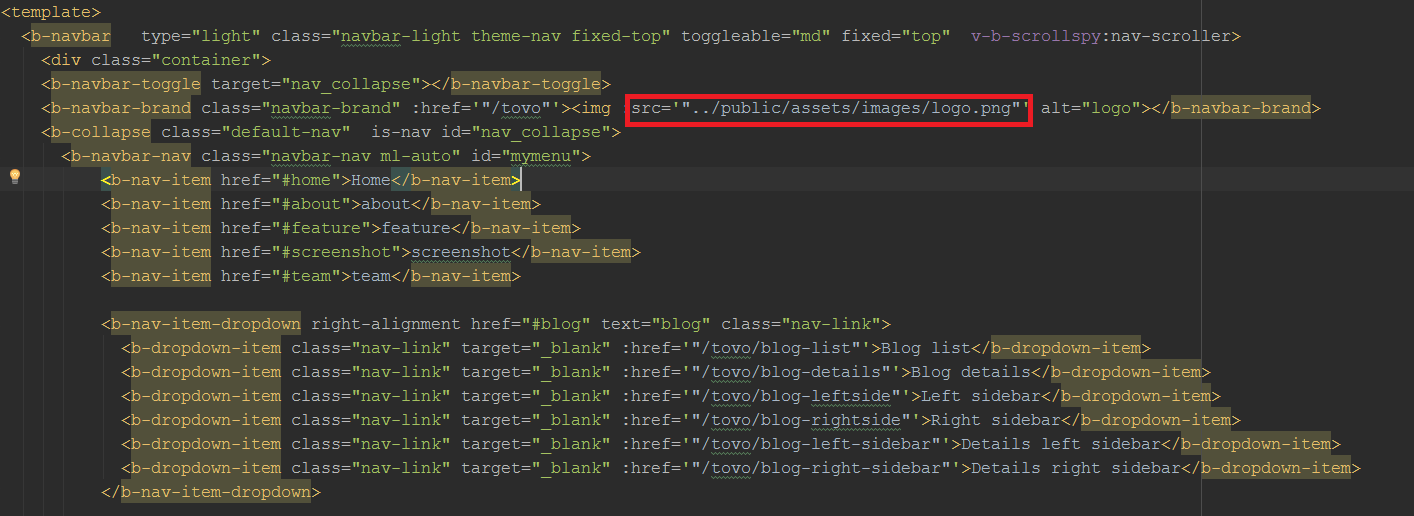 <template>
<b-navbar type="light" class="navbar-light theme-nav fixed-top" toggleable="md" fixed="top" v-b-scrollspy:nav-scroller>
<div class="container">
<b-navbar-toggle target="nav_collapse"></b-navbar-toggle>
<b-navbar-brand class="navbar-brand" :href='"/tovo"'><img :src='"../public/assets/images/logo.png"' alt="logo"></b-navbar-brand>
<b-collapse class="default-nav" is-nav id="nav_collapse">
<b-navbar-nav class="navbar-nav ml-auto" id="mymenu">
<b-nav-item href="#home">Home</b-nav-item>
<b-nav-item href="#about">about</b-nav-item>
<b-nav-item href="#feature">feature</b-nav-item>
<b-nav-item href="#screenshot">screenshot</b-nav-item>
<b-nav-item href="#team">team</b-nav-item>
<b-nav-item-dropdown right-alignment href="#blog" text="blog" class="nav-link">
<b-dropdown-item class="nav-link" target="_blank" :href='"/tovo/blog-list"'>Blog list</b-dropdown-item>
<b-dropdown-item class="nav-link" target="_blank" :href='"/tovo/blog-details"'>Blog details</b-dropdown-item>
<b-dropdown-item class="nav-link" target="_blank" :href='"/tovo/blog-leftside"'>Left sidebar</b-dropdown-item>
<b-dropdown-item class="nav-link" target="_blank" :href='"/tovo/blog-rightside"'>Right sidebar</b-dropdown-item>
<b-dropdown-item class="nav-link" target="_blank" :href='"/tovo/blog-left-sidebar"'>Details left sidebar</b-dropdown-item>
<b-dropdown-item class="nav-link" target="_blank" :href='"/tovo/blog-right-sidebar"'>Details right sidebar</b-dropdown-item>
</b-nav-item-dropdown>